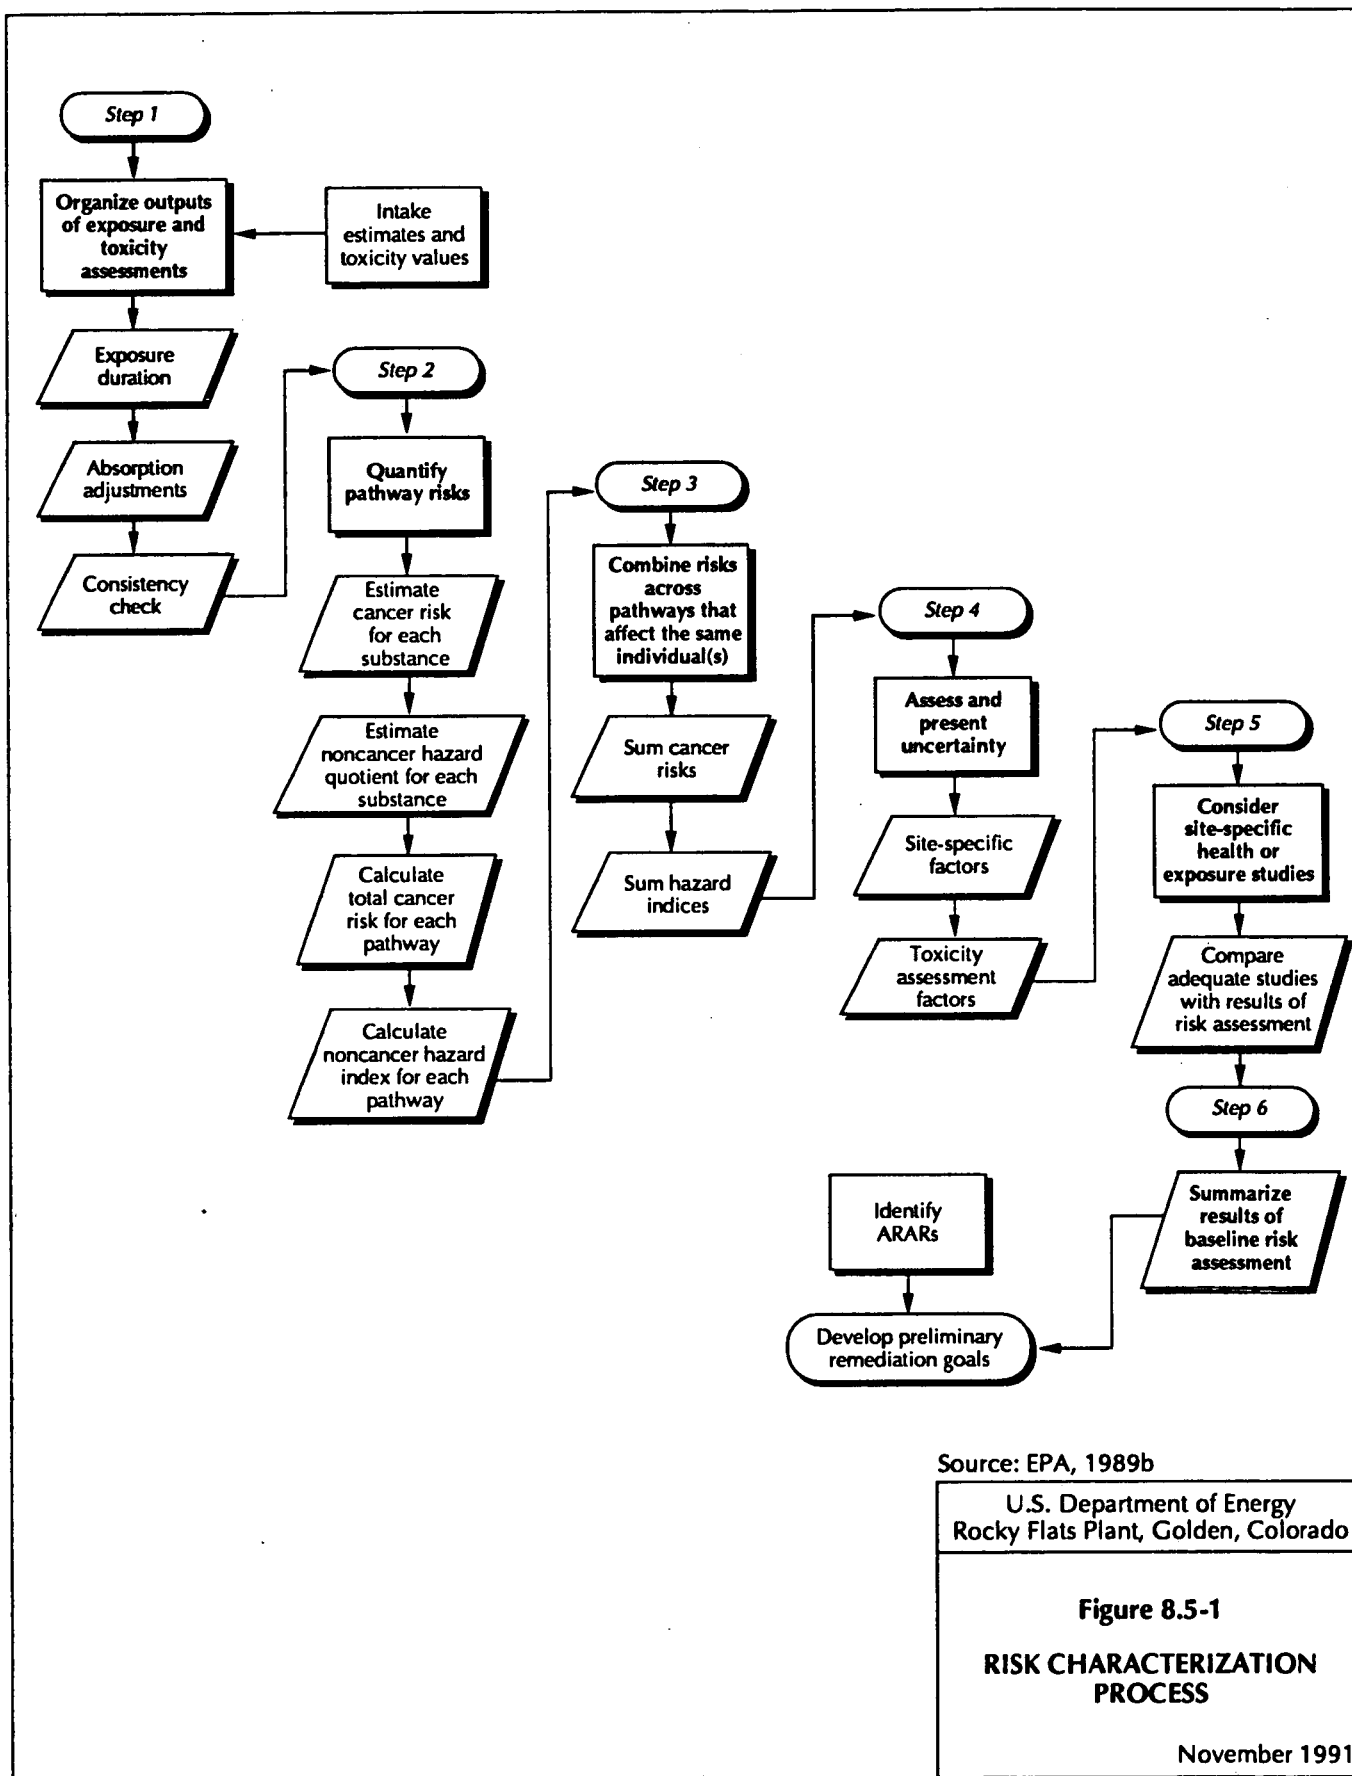 Step 1
Organize outputs
of exposure and
toxicity
assessments
Intake
estimates and
toxicity values
Exposure
duration
Absorption
adjustments
Consistency
check
Step 2
Quantify
pathway risks
Estimate
cancer risk
for each
substance
Estimate
noncancer hazard
quotient for each
substance
Calculate
total cancer
risk for each
pathway
Calculate
noncancer hazard
index for each
pathway
Step 3
Combine risks
across
pathways that
affect the same
individual(s)
Sum cancer
risks
Sum hazard
indices
Step 4
Assess and
present
uncertainty
Site-specific
factors
Toxicity
assessment
factors
Step 5
Consider
site-specific
health or
exposure studies
Compare
adequate studies
with results of
risk assessment
Step 6
Summarize
results of
baseline risk
assessment
Identify
ARARs
Develop preliminary
remediation goals
Source: EPA, 1989b
U.S. Department of Energy
Rocky Flats Plant, Golden, Colorado
Figure 8.5-1
RISK CHARACTERIZATION
PROCESS
November 1991